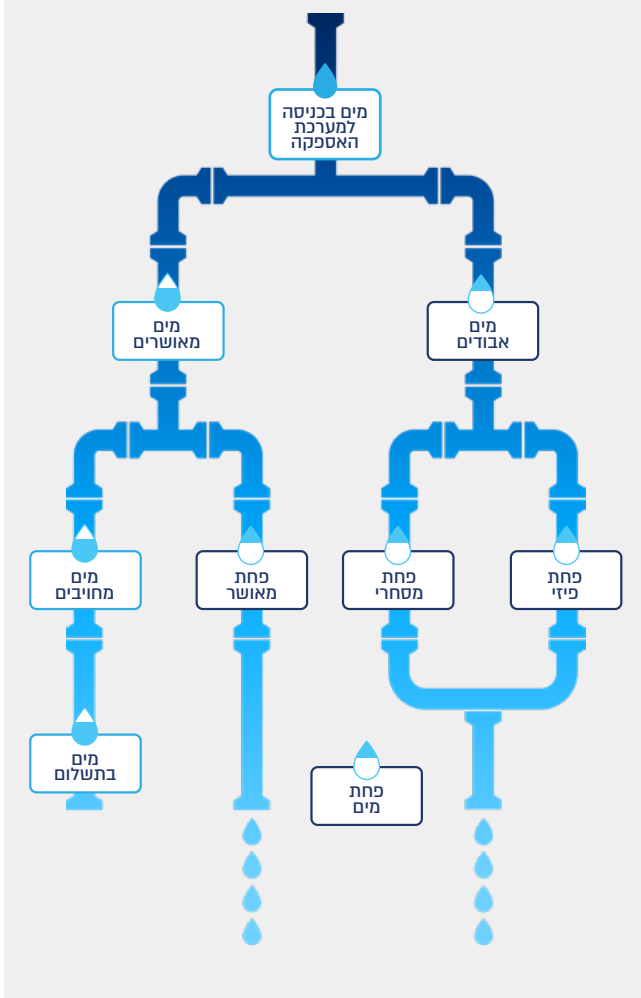 מים בכניסה
למערכת
האספקה
מים
אבודים
מים
מאושרים
פחת
פיזי
פחת
מסחרי
פחת
מאושר
מים
מחויבים
מים
בתשלום
פחת
מים